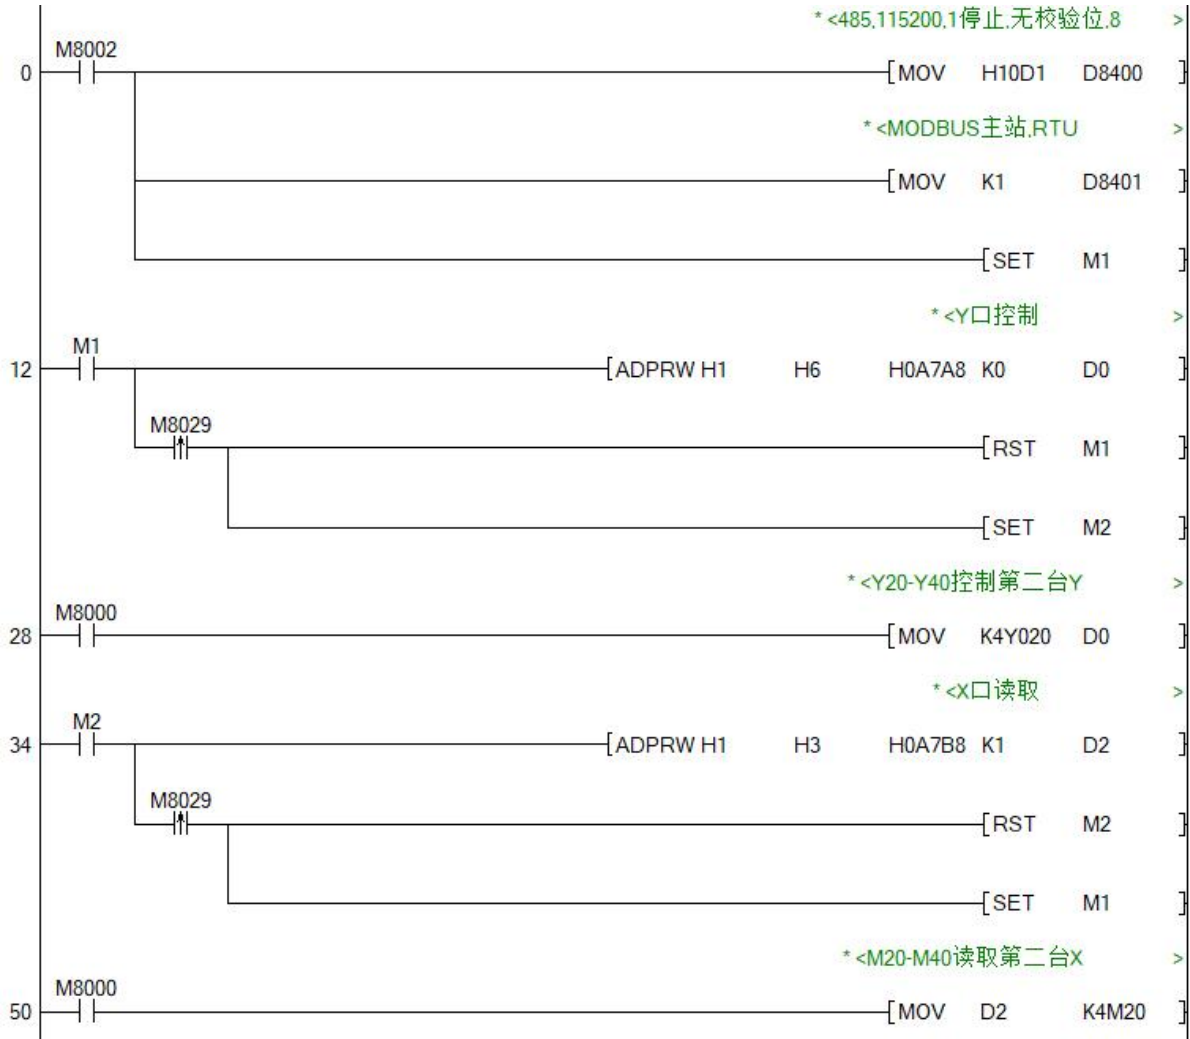 *<485,115200,1停止,无校验位,8 >
M8002
0 [MOV H10D1 D8400 ]
*<MODBUS主站,RTU >
[MOV K1 D8401 ]
[SET M1 ]
*<Y口控制 >
M1
12 [ADPRW H1 H6 H0A7A8 K0 D0 ]
M8029
[RST M1 ]
[SET M2 ]
*<Y20-Y40控制第二台Y >
M8000
28 [MOV K4Y020 D0 ]
*<X口读取 >
M2
34 [ADPRW H1 H3 H0A7B8 K1 D2 ]
M8029
[RST M2 ]
[SET M1 ]
*<M20-M40读取第二台X >
M8000
50 [MOV D2 K4M20 ]